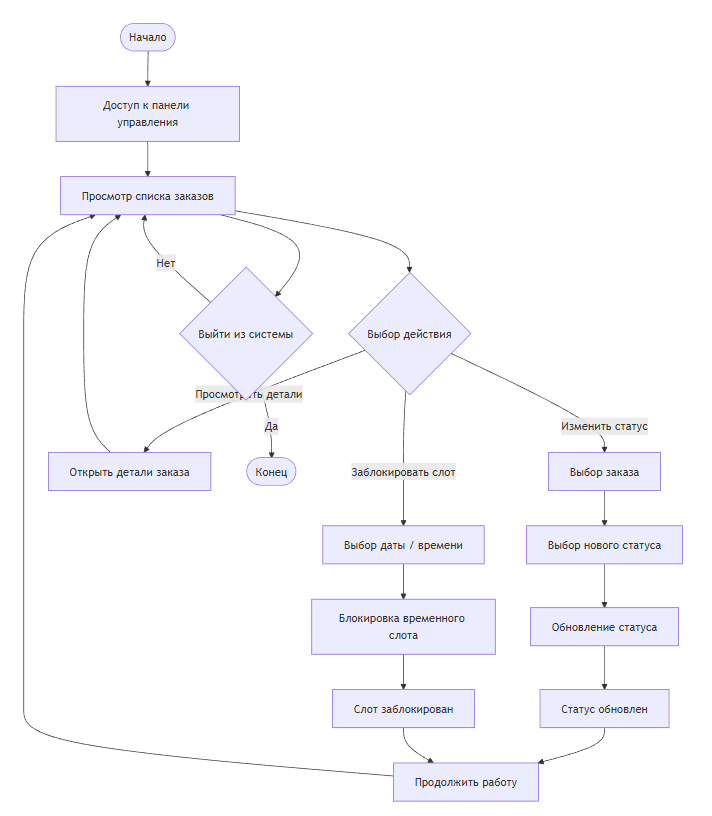 Начало
Доступ к панели
управления
Просмотр списка заказов
Нет
Выйти из системы
Выбор действия
Просмотреть детали
Да
Изменить статус
Открыть детали заказа
Конец
Заблокировать слот
Выбор заказа
Выбор даты / времени
Выбор нового статуса
Блокировка временного
слота
Обновление статуса
Слот заблокирован
Статус обновлен
Продолжить работу